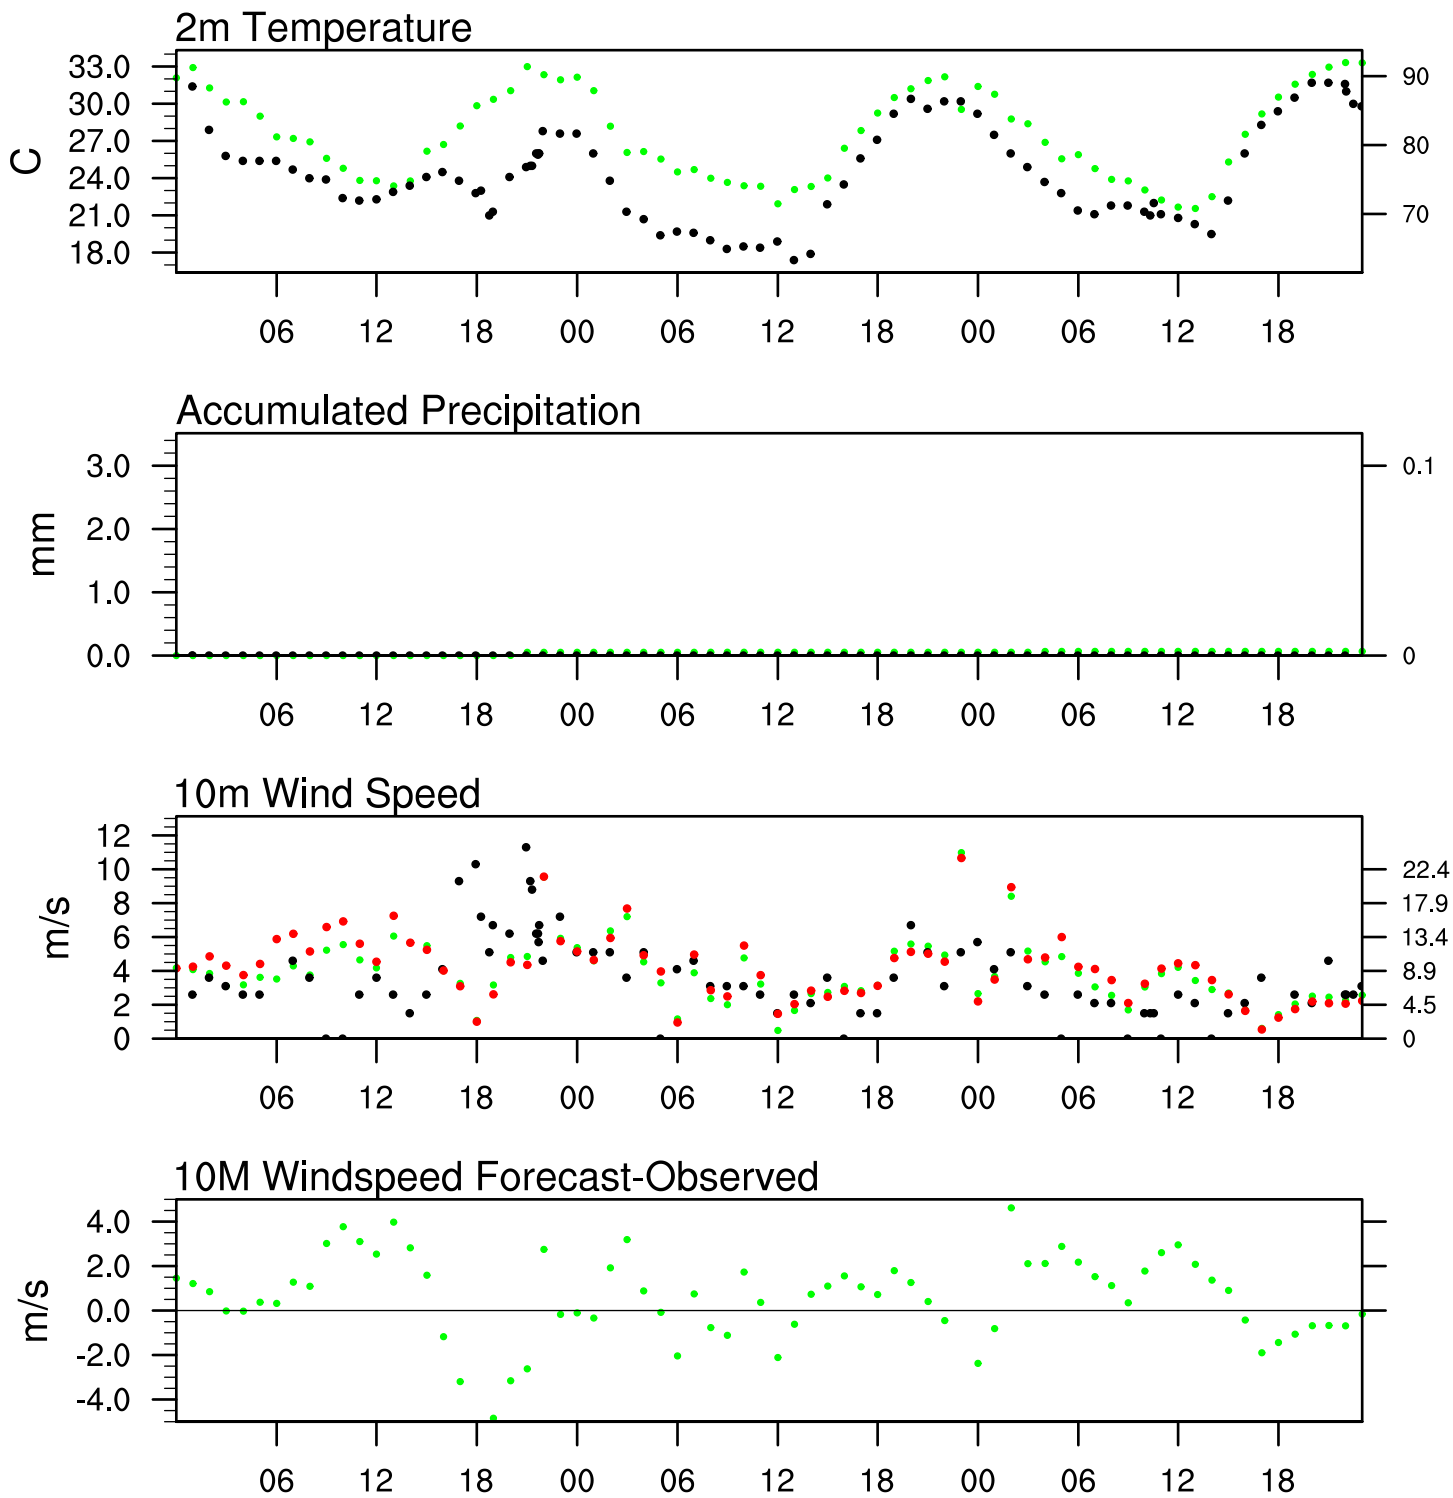 2m Temperature
33.0
30.0
27.0
24.0
21.0
18.0
C
90
80
70
06 12 18 00 06 12 18 00 06 12 18
Accumulated Precipitation
3.0
2.0
1.0
0.0
mm
0.1
0
06 12 18 00 06 12 18 00 06 12 18
10m Wind Speed
12
10
8
6
4
2
0
m/s
22.4
17.9
13.4
8.9
4.5
0
06 12 18 00 06 12 18 00 06 12 18
10M Windspeed Forecast-Observed
4.0
2.0
0.0
-2.0
-4.0
m/s
06 12 18 00 06 12 18 00 06 12 18